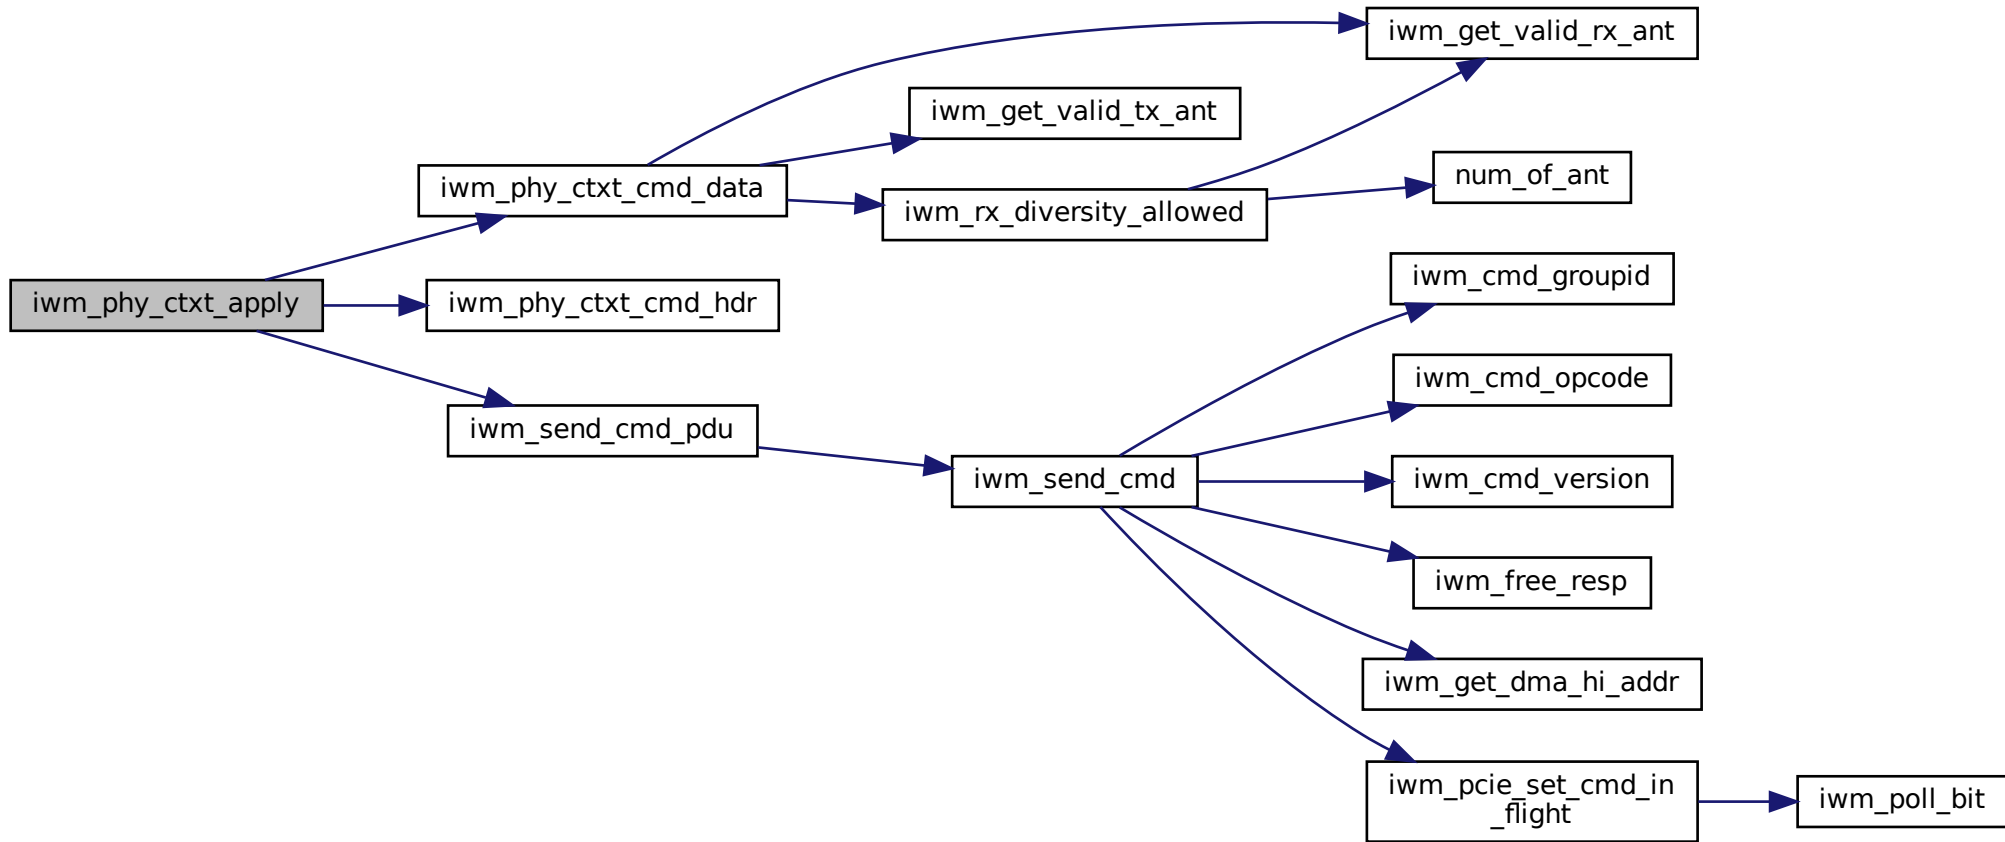 iwm_get_valid_rx_ant
iwm_get_valid_tx_ant
num_of_ant
iwm_phy_ctxt_cmd_data
iwm_rx_diversity_allowed
iwm_cmd_groupid
iwm_phy_ctxt_apply
iwm_phy_ctxt_cmd_hdr
iwm_cmd_opcode
iwm_send_cmd_pdu
iwm_send_cmd
iwm_cmd_version
iwm_free_resp
iwm_get_dma_hi_addr
iwm_pcie_set_cmd_in
_flight
iwm_poll_bit